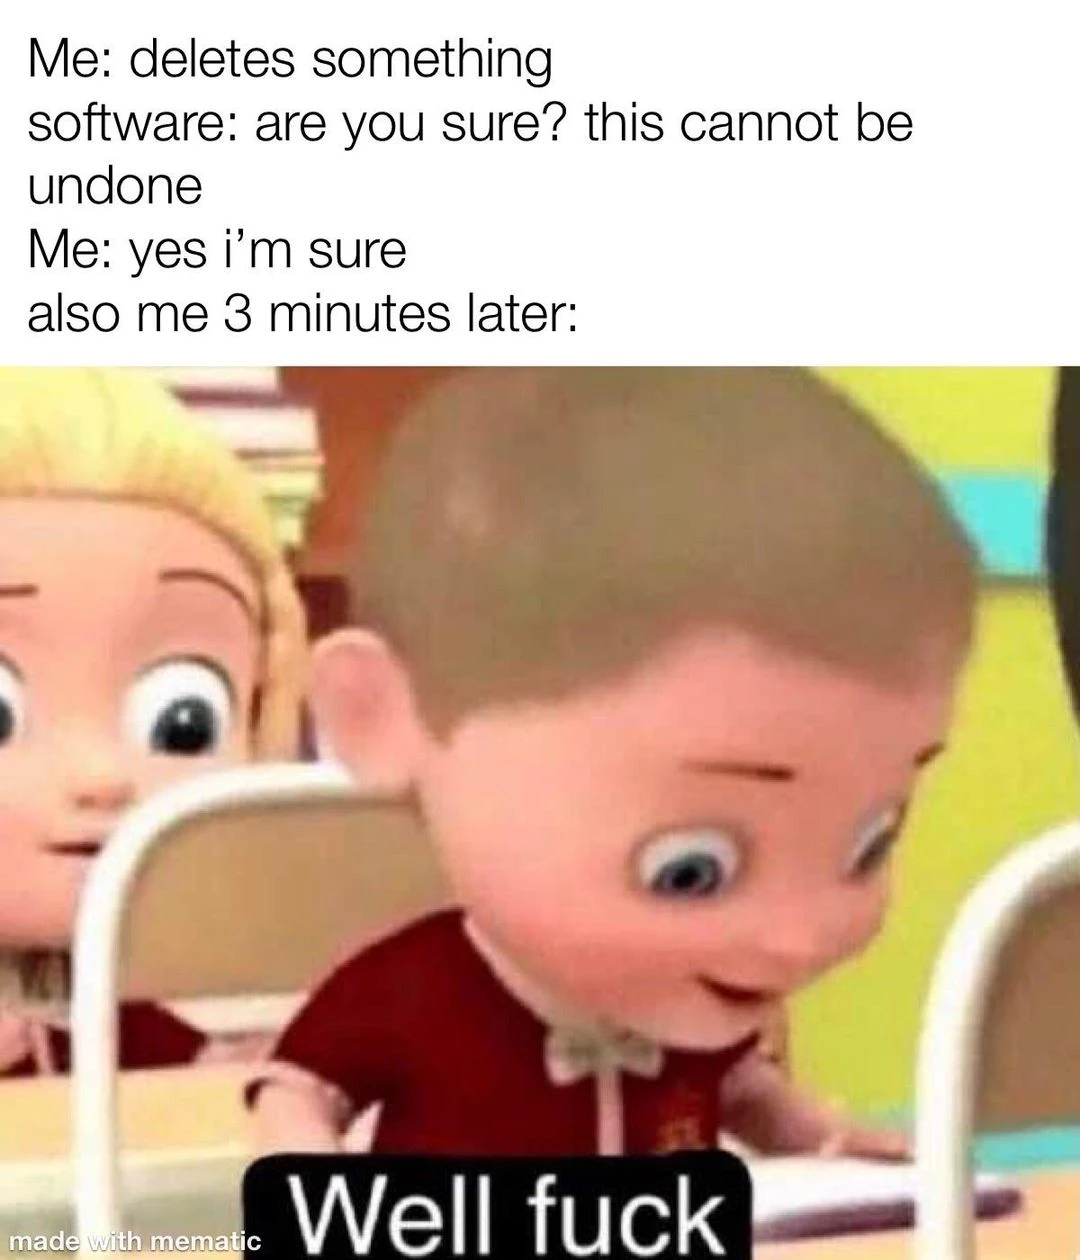 Me: deletes something
software: are you sure? this cannot be
undone
Me: yes i’m sure
also me 3 minutes later:
Well fuck
made with mematic